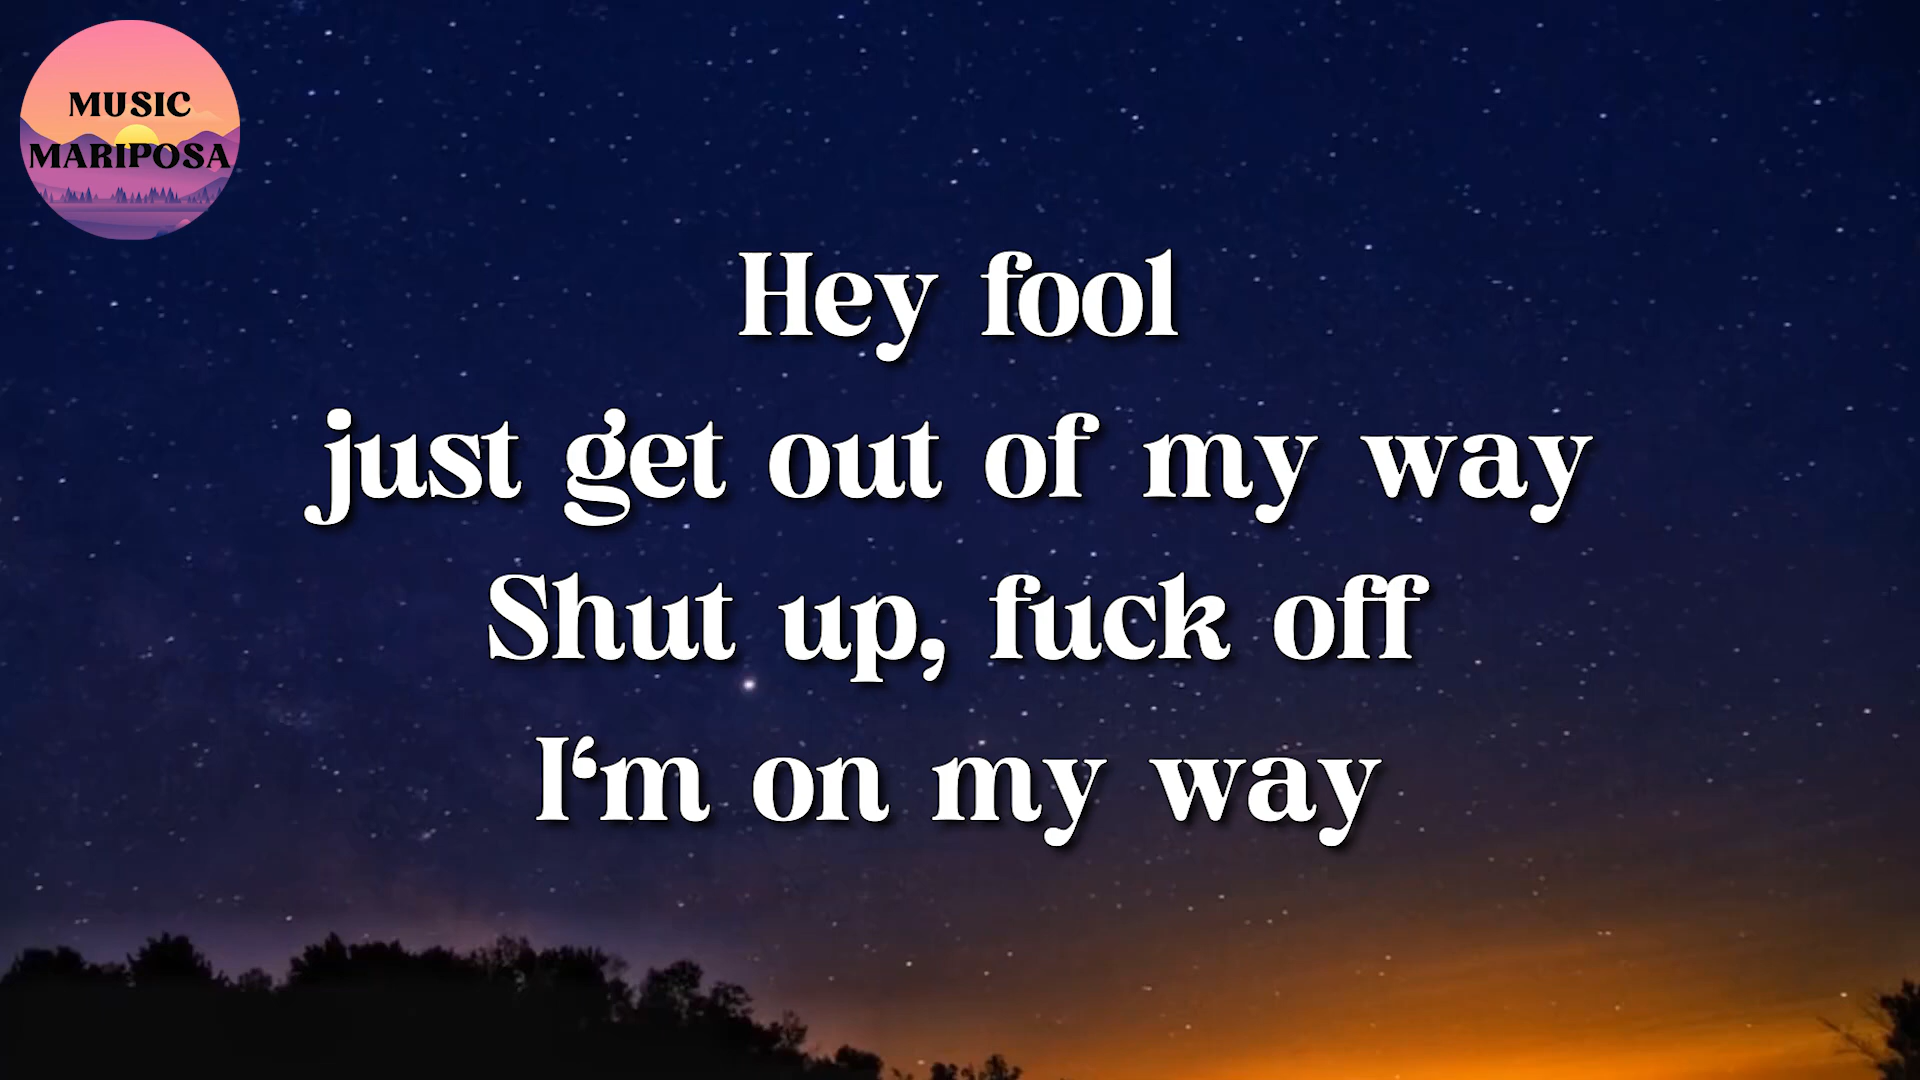 MUSIC
MARIPOSA
Hey fool
just get out of my way
Shut up, fuck off
I‘m on my way